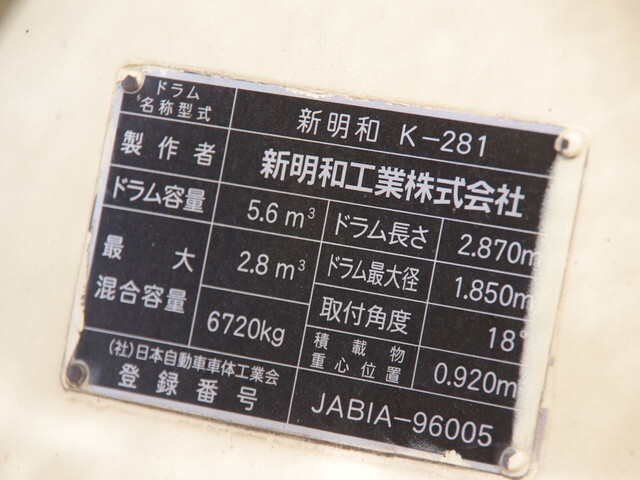 ドラム
名称型式
新明和 K-281
製作者
新明和工業株式会社
ドラム容量
5.6 m³
ドラム長さ
2.870m
最大
混合容量
2.8 m³
6720kg
ドラム最大径
1.850m
取付角度
18°
積載物
重心位置
0.920m
(社)日本自動車車体工業会
登録番号
JABIA-96005